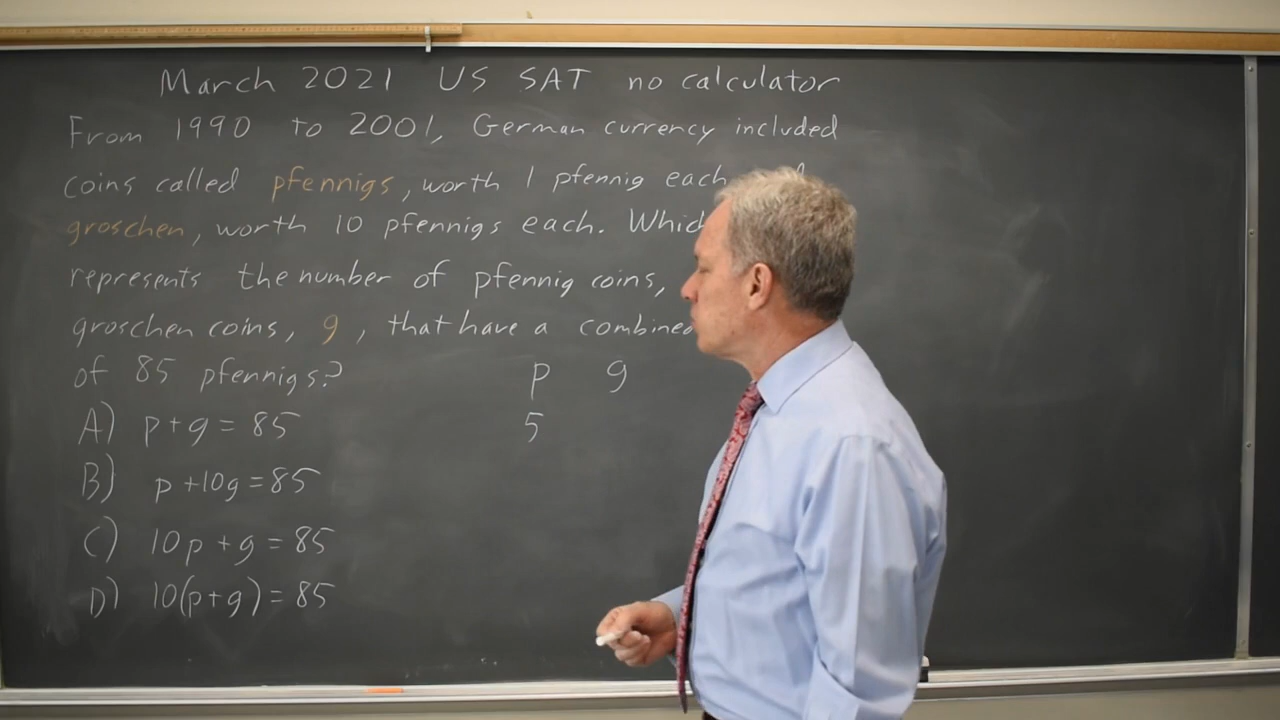 March 2021 US SAT no calculator
From 1990 to 2001, German currency included
coins called pfennigs, worth 1 pfennig each
groschen, worth 10 pfennigs each.
represents the number of pfennig coins,
groschen coins, g, that have a
of 85 pfennigs? p g
A) p+g=85 5
B) p+10g=85
C) 10p+g=85
D) 10(p+g)=85